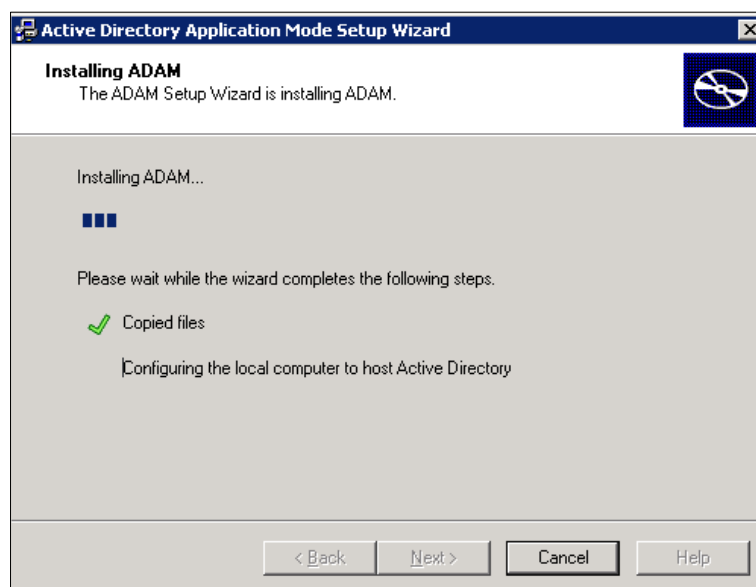 Active Directory Application Mode Setup Wizard
Installing ADAM
The ADAM Setup Wizard is installing ADAM.
Installing ADAM...
Please wait while the wizard completes the following steps.
Copied files
Configuring the local computer to host Active Directory
< Back
Next >
Cancel
Help